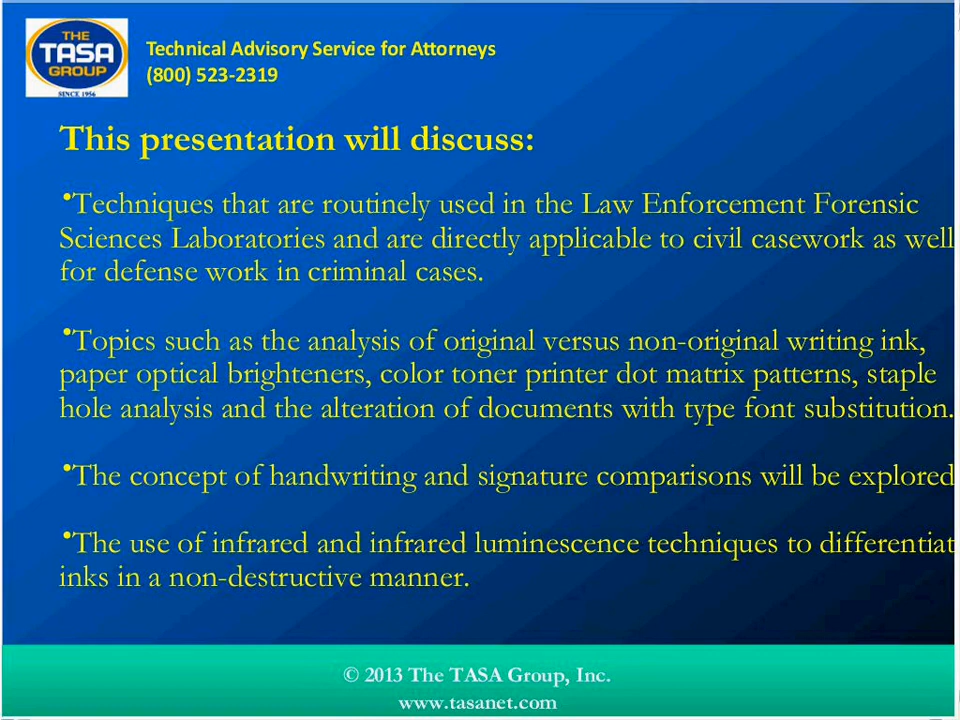 THE
TASA
GROUP
SINCE 1956
Technical Advisory Service for Attorneys
(800) 523-2319
This presentation will discuss:
•Techniques that are routinely used in the Law Enforcement Forensic
Sciences Laboratories and are directly applicable to civil casework as well
for defense work in criminal cases.
•Topics such as the analysis of original versus non-original writing ink,
paper optical brighteners, color toner printer dot matrix patterns, staple
hole analysis and the alteration of documents with type font substitution.
•The concept of handwriting and signature comparisons will be explored
•The use of infrared and infrared luminescence techniques to differentiat
inks in a non-destructive manner.
© 2013 The TASA Group, Inc.
www.tasanet.com